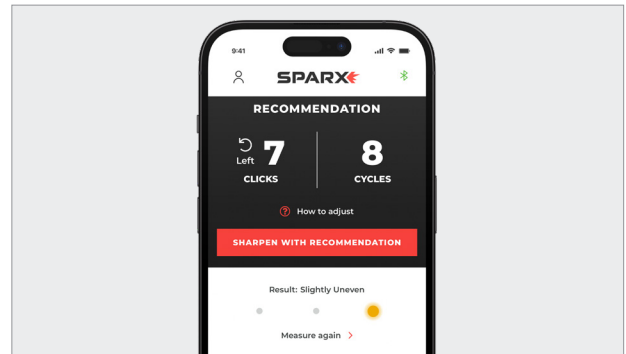 9:41
SPARX
RECOMMENDATION
Left 7
8
CLICKS
CYCLES
? How to adjust
SHARPEN WITH RECOMMENDATION
Result: Slightly Uneven
Measure again >